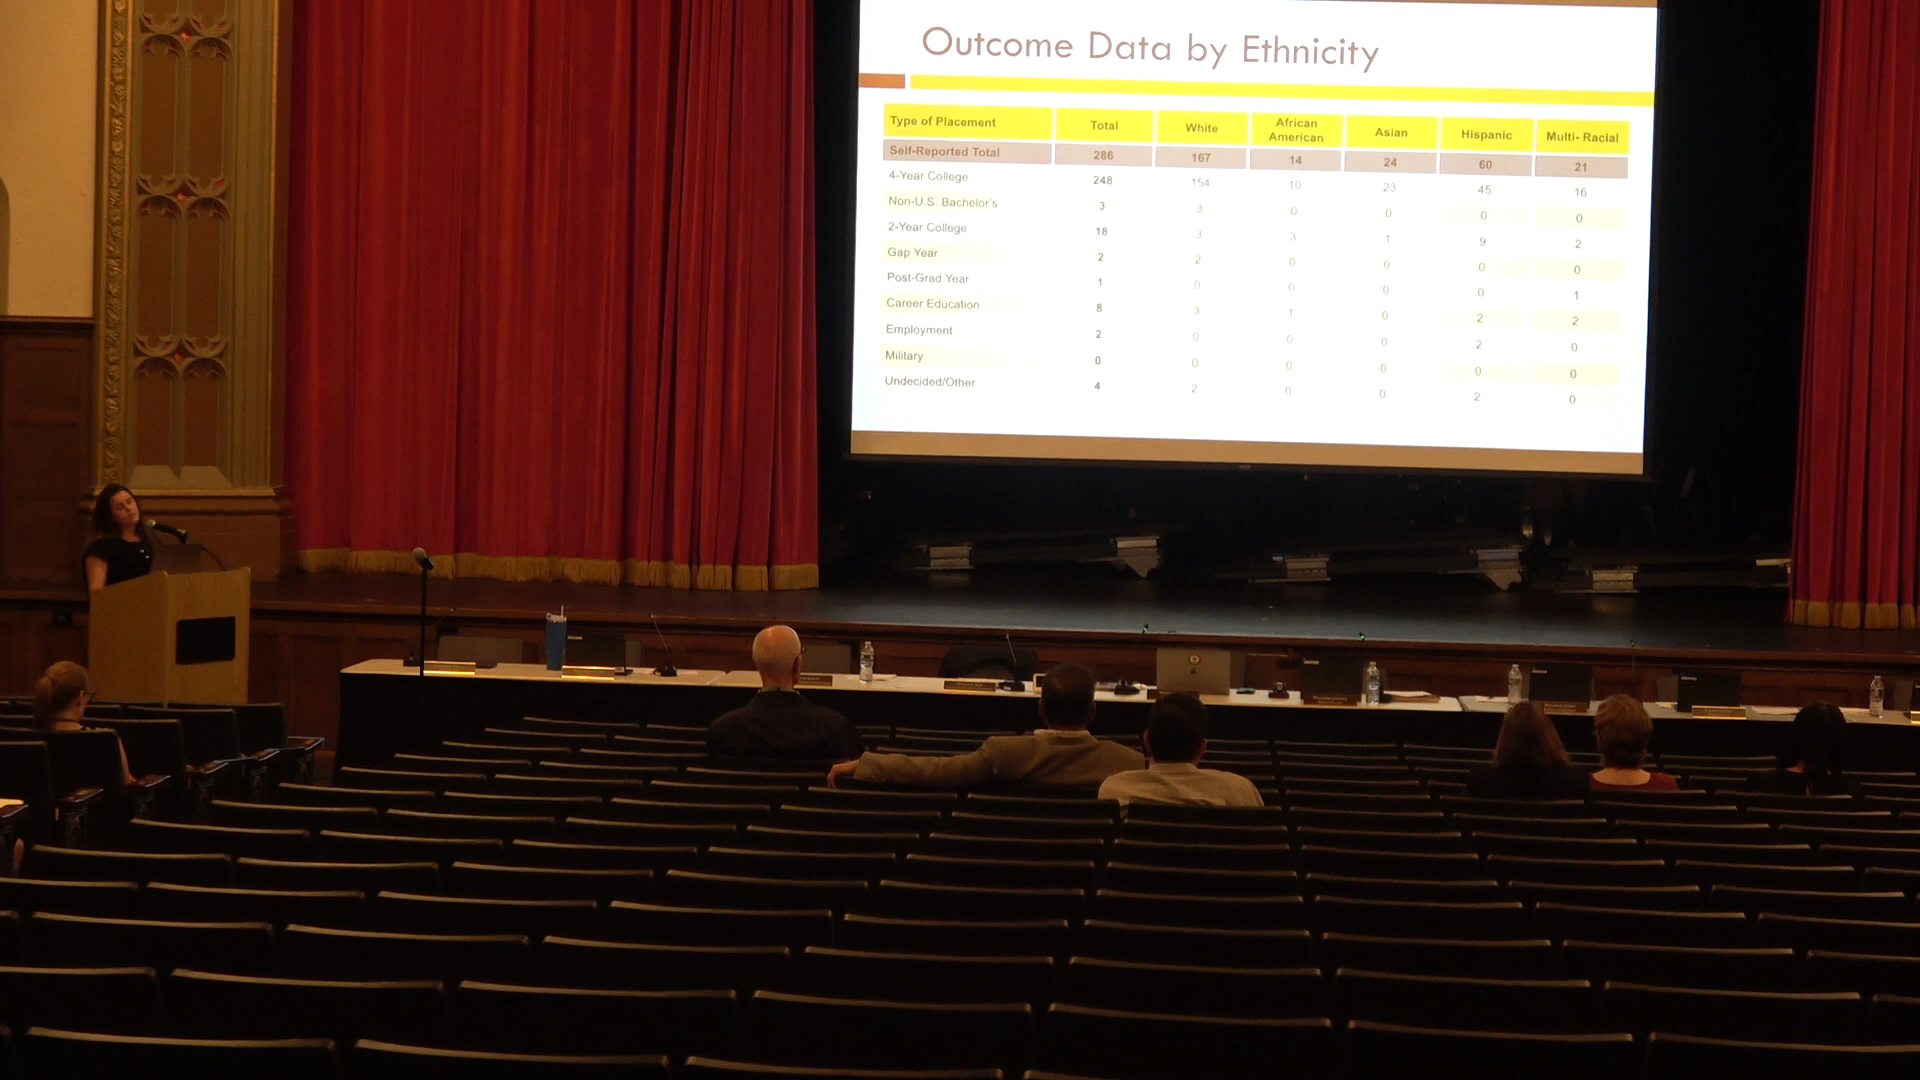 Outcome Data by Ethnicity
Type of Placement Total White African American Asian Hispanic Multi- Racial
Self-Reported Total 286 167 14 24 60 21
4-Year College 248 154 10 23 45 16
Non-U.S. Bachelor's 3 3 0 0 0 0
2-Year College 18 3 3 1 9 2
Gap Year 2 2 0 0 0 0
Post-Grad Year 1 0 0 0 0 1
Career Education 8 3 1 0 2 2
Employment 2 0 0 0 2 0
Military 0 0 0 0 0 0
Undecided/Other 4 2 0 0 2 0